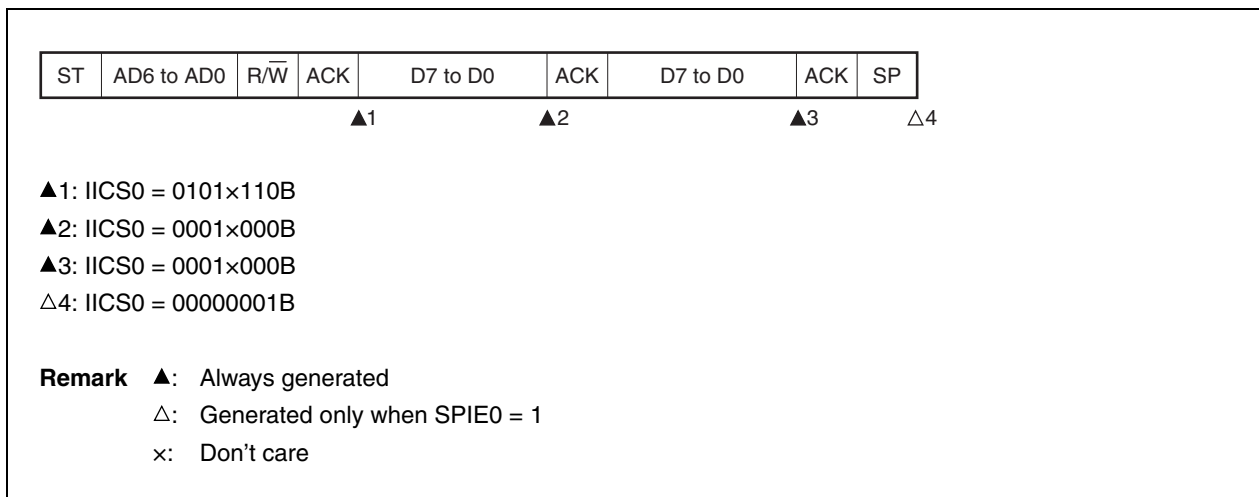 ST AD6 to AD0 R/W̅ ACK D7 to D0 ACK D7 to D0 ACK SP
▲1 ▲2 ▲3 △4
▲1: IICS0 = 0101×110B
▲2: IICS0 = 0001×000B
▲3: IICS0 = 0001×000B
△4: IICS0 = 00000001B
Remark ▲: Always generated
△: Generated only when SPIE0 = 1
×: Don't care